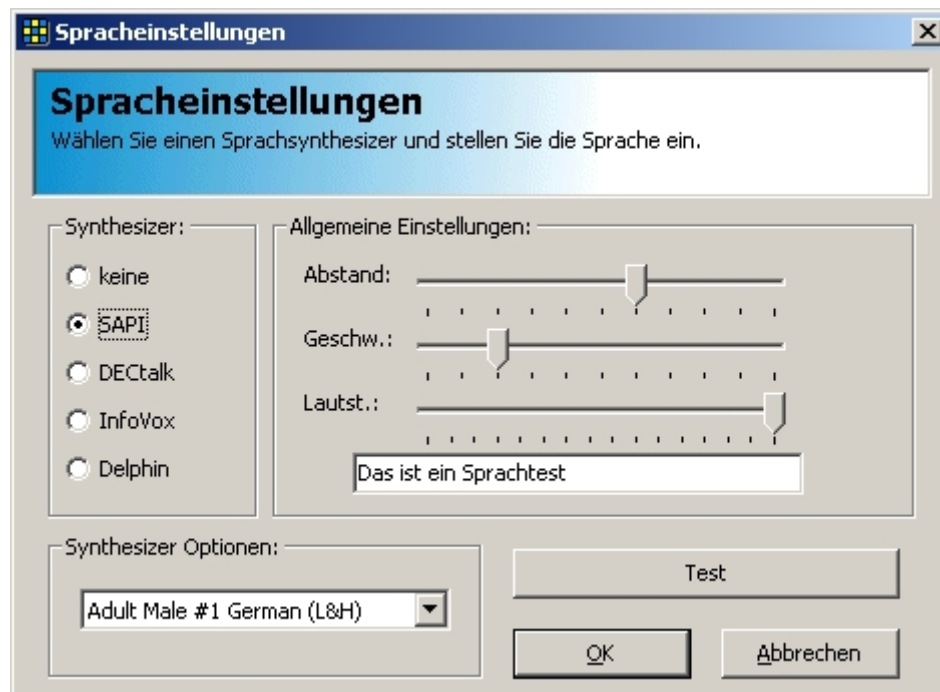 Spracheinstellungen
Spracheinstellungen
Wählen Sie einen Sprachsynthesizer und stellen Sie die Sprache ein.
Synthesizer:
keine
SAPI
DECtalk
InfoVox
Delphin
Allgemeine Einstellungen:
Abstand:
Geschw.:
Lautst.:
Das ist ein Sprachtest
Synthesizer Optionen:
Adult Male #1 German (L&H)
Test
OK
Abbrechen